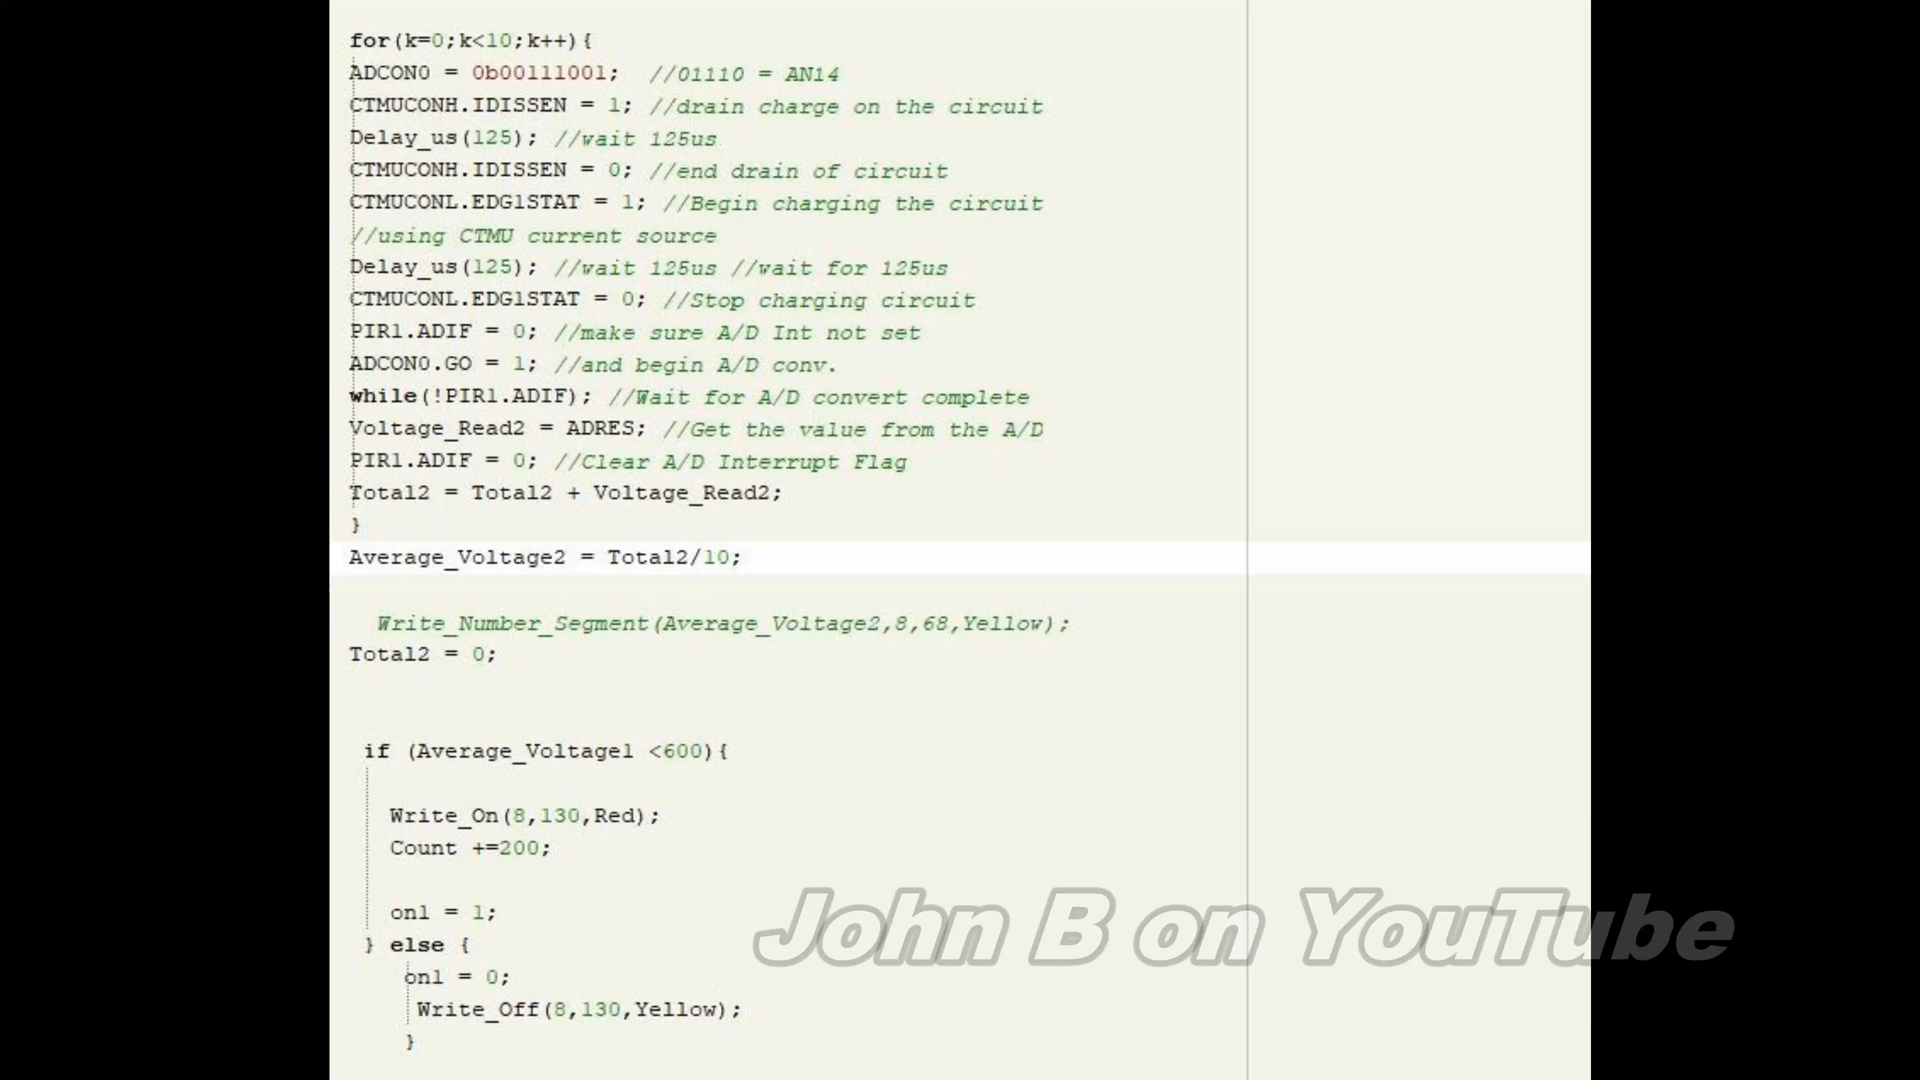 for(k=0;k<10;k++){
ADCON0 = 0b00111001; //01110 = AN14
CTMUCONH.IDISSEN = 1; //drain charge on the circuit
Delay_us(125); //wait 125us
CTMUCONH.IDISSEN = 0; //end drain of circuit
CTMUCONL.EDG1STAT = 1; //Begin charging the circuit
//using CTMU current source
Delay_us(125); //wait 125us //wait for 125us
CTMUCONL.EDG1STAT = 0; //Stop charging circuit
PIR1.ADIF = 0; //make sure A/D Int not set
ADCON0.GO = 1; //and begin A/D conv.
while(!PIR1.ADIF); //Wait for A/D convert complete
Voltage_Read2 = ADRES; //Get the value from the A/D
PIR1.ADIF = 0; //Clear A/D Interrupt Flag
Total2 = Total2 + Voltage_Read2;
}
Average_Voltage2 = Total2/10;
Write_Number_Segment(Average_Voltage2,8,68,Yellow);
Total2 = 0;
if (Average_Voltage1 <600){
Write_On(8,130,Red);
Count +=200;
on1 = 1;
} else {
on1 = 0;
Write_Off(8,130,Yellow);
}
John B on YouTube